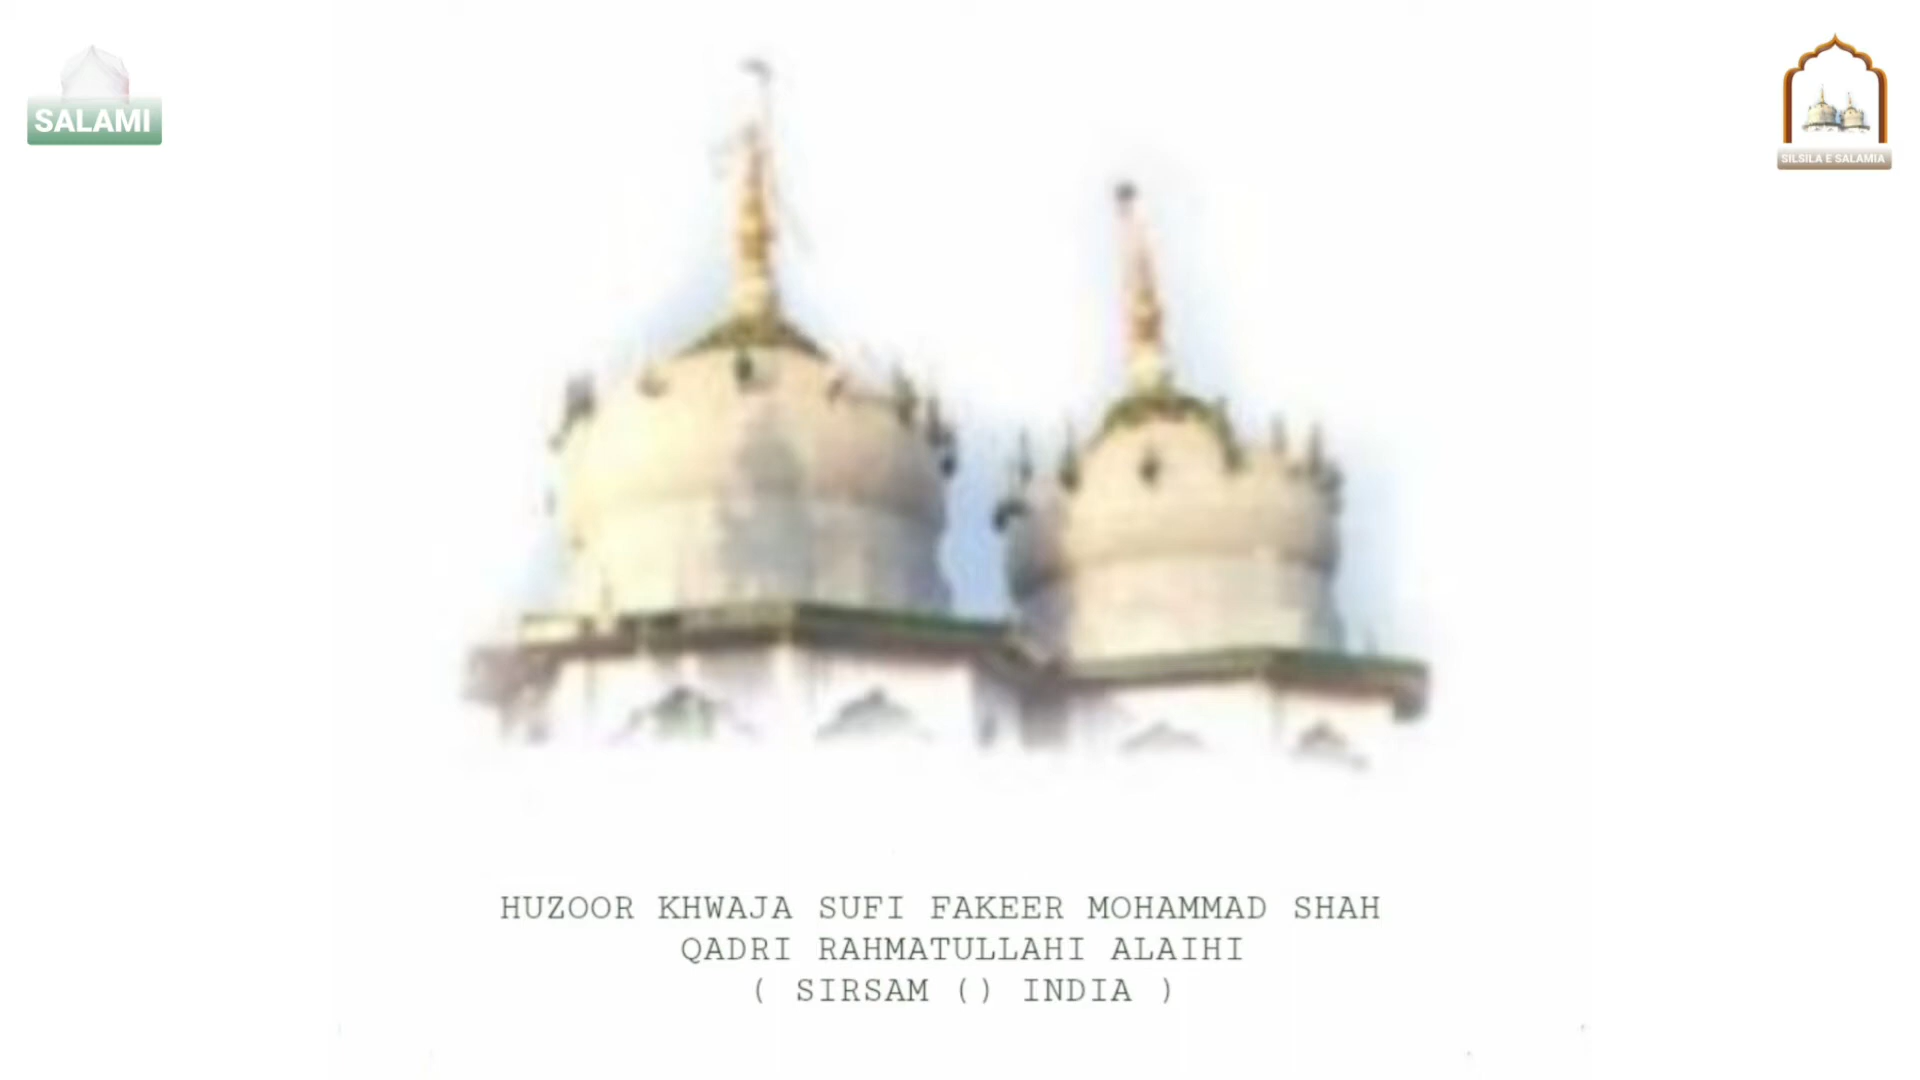 SALAMI
SILSILA E SALAMIA
HUZOOR KHWAJA SUFI FAKEER MOHAMMAD SHAH
QADRI RAHMATULLAHI ALAIHI
( SIRSAM () INDIA )